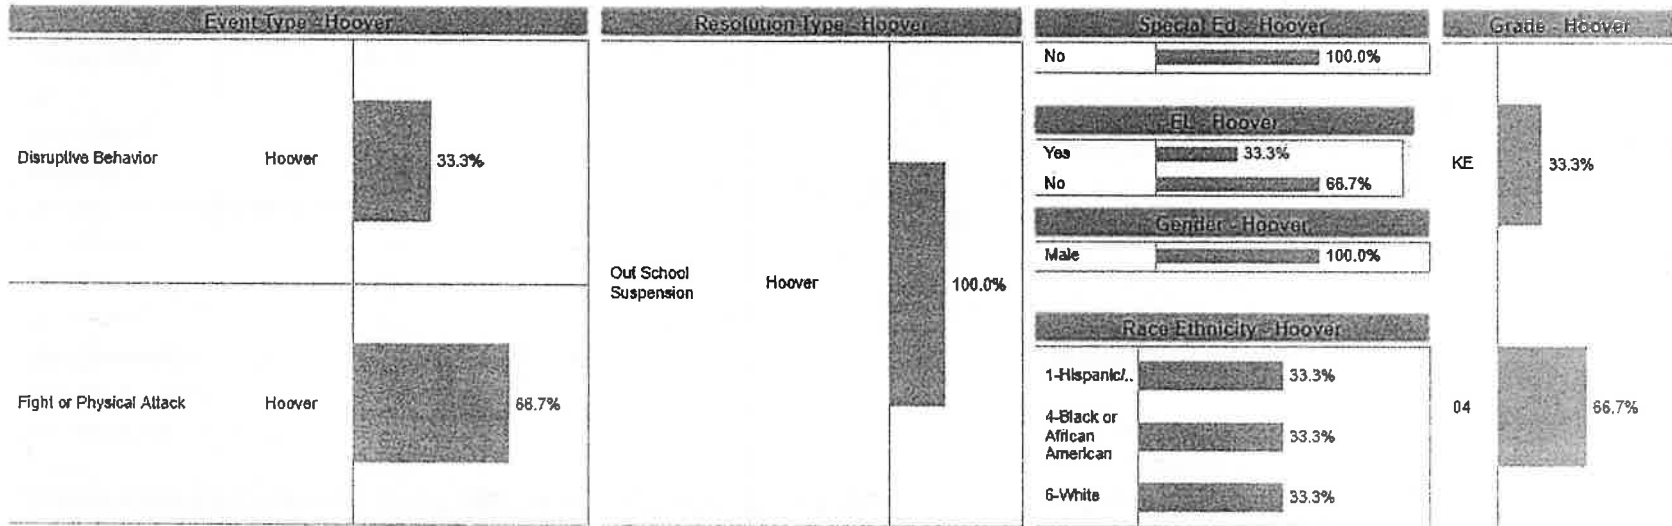 Event Type - Hoover
Disruptive Behavior Hoover 33.3%
Fight or Physical Attack Hoover 66.7%
Resolution Type - Hoover
Out School
Suspension
Hoover 100.0%
Special Ed. - Hoover
No 100.0%
EL - Hoover
Yes 33.3%
No 66.7%
Gender - Hoover
Male 100.0%
Race Ethnicity - Hoover
1-Hispanic/.. 33.3%
4-Black or
African
American
33.3%
6-White 33.3%
Grade - Hoover
KE 33.3%
04 66.7%